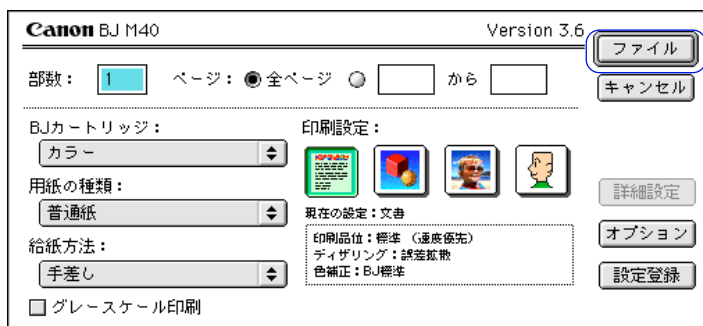 Canon BJ M40 Version 3.6
ファイル
キャンセル
部数： 1 ページ： 全ページ から
BJカートリッジ：
カラー
用紙の種類：
普通紙
給紙方法：
手差し
グレースケール印刷
印刷設定：
現在の設定：文書
印刷品位：標準 （速度優先）
ディザリング：誤差拡散
色補正：BJ標準
詳細設定
オプション
設定登録